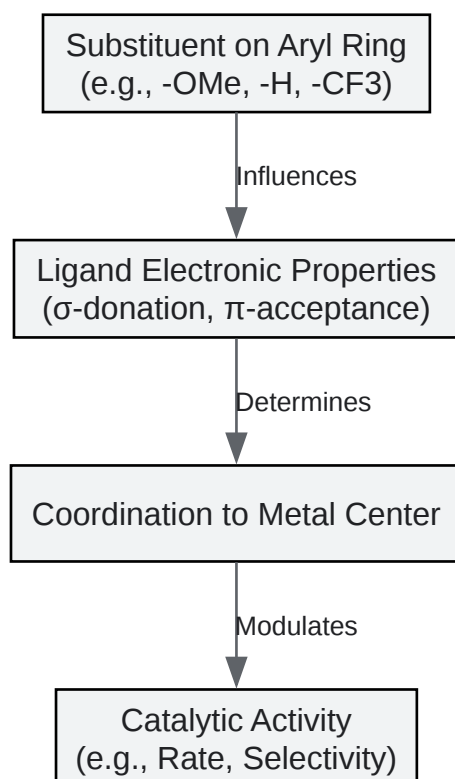 Substituent on Aryl Ring
(e.g., -OMe, -H, -CF3)
Influences
Ligand Electronic Properties
(σ-donation, π-acceptance)
Determines
Coordination to Metal Center
Modulates
Catalytic Activity
(e.g., Rate, Selectivity)